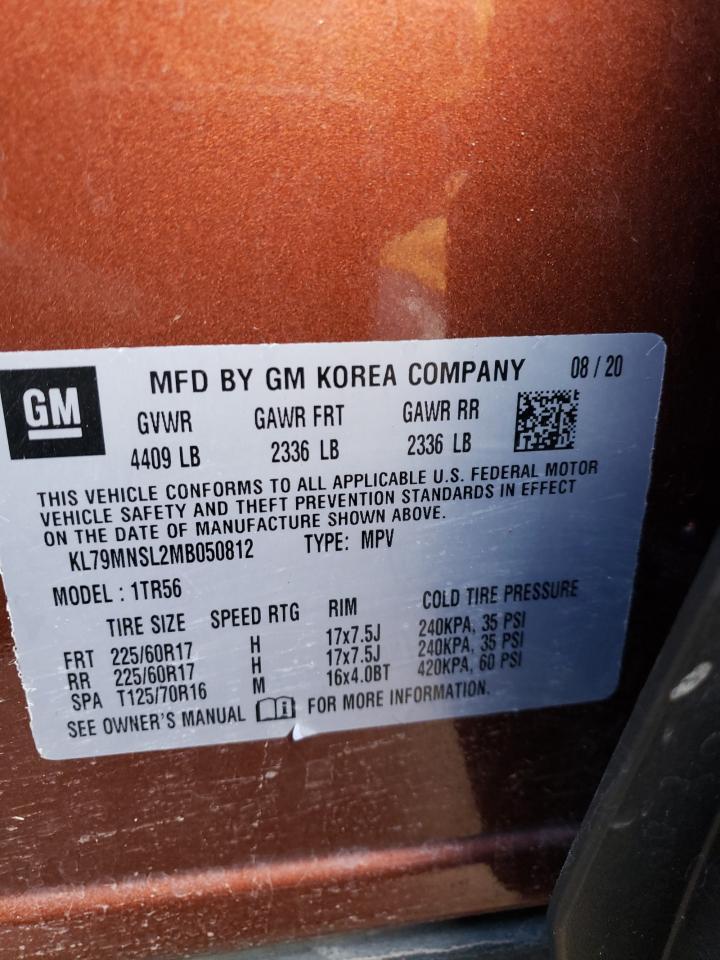 GM
MFD BY GM KOREA COMPANY 08 / 20
GVWR GAWR FRT GAWR RR
4409 LB 2336 LB 2336 LB
THIS VEHICLE CONFORMS TO ALL APPLICABLE U.S. FEDERAL MOTOR
VEHICLE SAFETY AND THEFT PREVENTION STANDARDS IN EFFECT
ON THE DATE OF MANUFACTURE SHOWN ABOVE.
KL79MNSL2MB050812 TYPE: MPV
MODEL : 1TR56
TIRE SIZE SPEED RTG RIM COLD TIRE PRESSURE
FRT 225/60R17 H 17x7.5J 240KPA, 35 PSI
RR 225/60R17 H 17x7.5J 240KPA, 35 PSI
SPA T125/70R16 M 16x4.0BT 420KPA, 60 PSI
SEE OWNER'S MANUAL i FOR MORE INFORMATION.